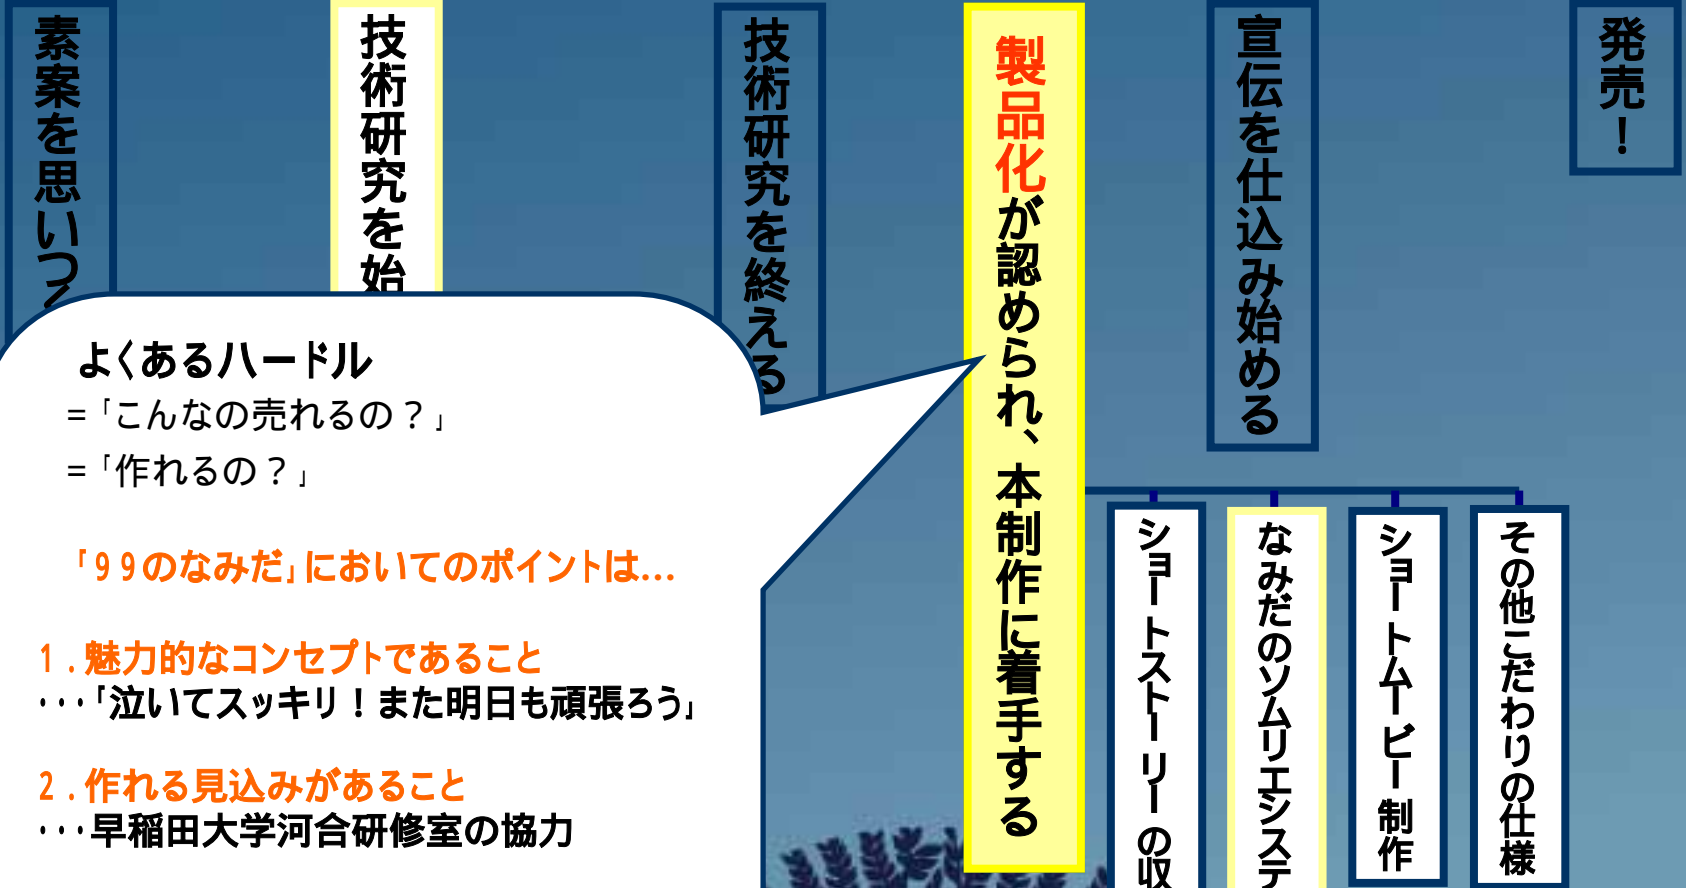 素案を思いつ
技術研究を始
技術研究を終える
製品化が認められ、本制作に着手する
宣伝を仕込み始める
発売！
よくあるハードル
=「こんなの売れるの？」
=「作れるの？」
「99のなみだ」においてのポイントは…
1.魅力的なコンセプトであること
･･･「泣いてスッキリ！また明日も頑張ろう」
2.作れる見込みがあること
･･･早稲田大学河合研修室の協力
ショートストーリーの収
なみだのソムリエシステ
ショートムービー制作
その他こだわりの仕様